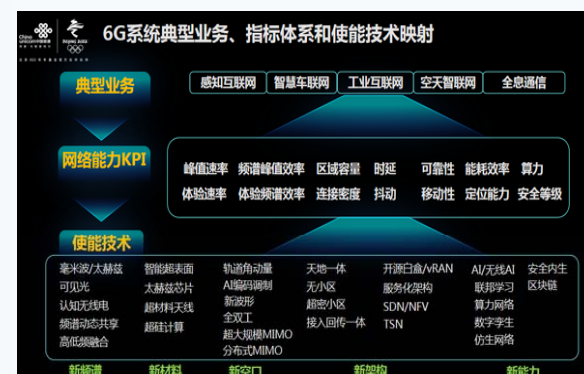 China
unicom中国联通
BEIJING 2022
6G系统典型业务、指标体系和使能技术映射
典型业务
感知互联网 智慧车联网 工业互联网 空天智联网 全息通信
网络能力KPI
峰值速率 频谱峰值效率 区域容量 时延 可靠性 能耗效率 算力
体验速率 体验频谱效率 连接密度 抖动 移动性 定位能力 安全等级
使能技术
毫米波/太赫兹 智能超表面 轨道角动量 天地一体 开源白盒/vRAN AI/无线AI 安全内生
可见光 太赫兹芯片 AI编码调制 无小区 服务化架构 联邦学习 区块链
认知无线电 超材料天线 新波形 超密小区 SDN/NFV 算力网络
频谱动态共享 超硅计算 全双工 接入回传一体 TSN 数字孪生
高低频融合 超大规模MIMO 仿生网络
分布式MIMO
新频谱 新材料 新空口 新架构 新能力